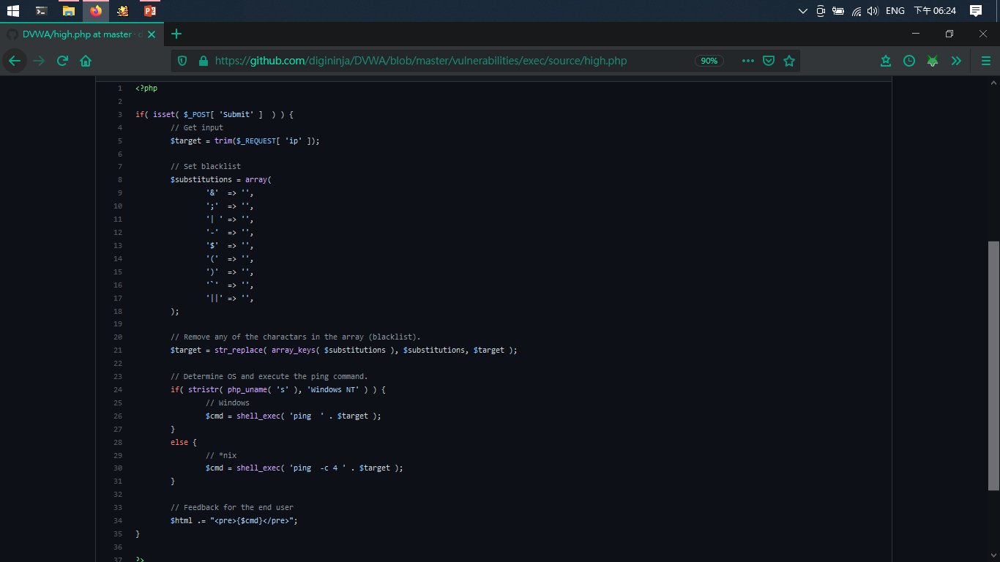 ENG 下午 06:24
DVWA/high.php at master · d
https://github.com/digininja/DVWA/blob/master/vulnerabilities/exec/source/high.php 90%
1 <?php
2
3 if( isset( $_POST[ 'Submit' ]  ) ) {
4 // Get input
5 $target = trim($_REQUEST[ 'ip' ]);
6
7 // Set blacklist
8 $substitutions = array(
9 '&'  => '',
10 ';'  => '',
11 '| ' => '',
12 '-'  => '',
13 '$'  => '',
14 '('  => '',
15 ')'  => '',
16 '`'  => '',
17 '||' => '',
18 );
19
20 // Remove any of the charactars in the array (blacklist).
21 $target = str_replace( array_keys( $substitutions ), $substitutions, $target );
22
23 // Determine OS and execute the ping command.
24 if( stristr( php_uname( 's' ), 'Windows NT' ) ) {
25 // Windows
26 $cmd = shell_exec( 'ping  ' . $target );
27 }
28 else {
29 // *nix
30 $cmd = shell_exec( 'ping  -c 4 ' . $target );
31 }
32
33 // Feedback for the end user
34 $html .= "<pre>{$cmd}</pre>";
35 }
36
37 ?>